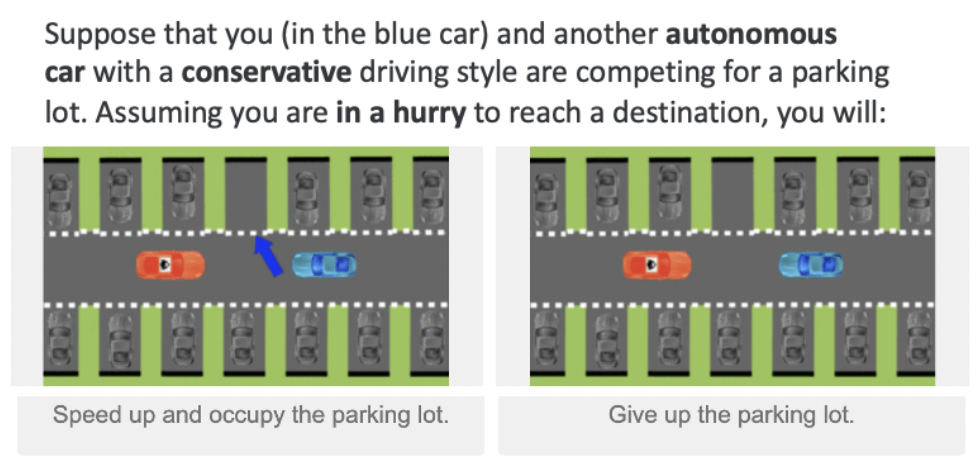 Suppose that you (in the blue car) and another autonomous
car with a conservative driving style are competing for a parking
lot. Assuming you are in a hurry to reach a destination, you will:
Speed up and occupy the parking lot.
Give up the parking lot.